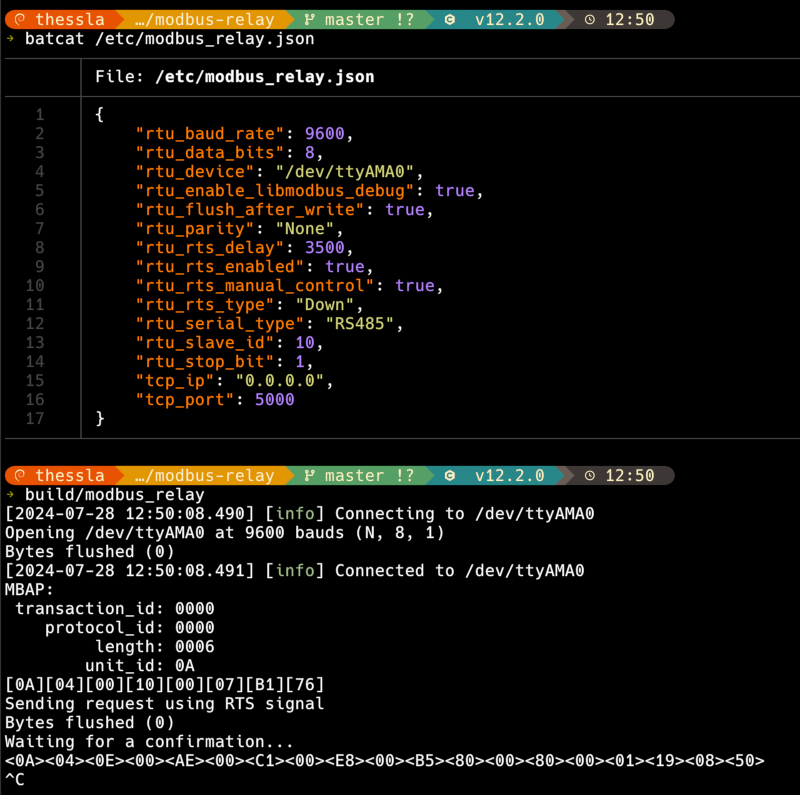 thessla …/modbus-relay master !? v12.2.0 12:50
➜ batcat /etc/modbus_relay.json
File: /etc/modbus_relay.json
1 {
2     "rtu_baud_rate": 9600,
3     "rtu_data_bits": 8,
4     "rtu_device": "/dev/ttyAMA0",
5     "rtu_enable_libmodbus_debug": true,
6     "rtu_flush_after_write": true,
7     "rtu_parity": "None",
8     "rtu_rts_delay": 3500,
9     "rtu_rts_enabled": true,
10     "rtu_rts_manual_control": true,
11     "rtu_rts_type": "Down",
12     "rtu_serial_type": "RS485",
13     "rtu_slave_id": 10,
14     "rtu_stop_bit": 1,
15     "tcp_ip": "0.0.0.0",
16     "tcp_port": 5000
17 }
thessla …/modbus-relay master !? v12.2.0 12:50
➜ build/modbus_relay
[2024-07-28 12:50:08.490] [info] Connecting to /dev/ttyAMA0
Opening /dev/ttyAMA0 at 9600 bauds (N, 8, 1)
Bytes flushed (0)
[2024-07-28 12:50:08.491] [info] Connected to /dev/ttyAMA0
MBAP:
 transaction_id: 0000
    protocol_id: 0000
         length: 0006
        unit_id: 0A
[0A][04][00][10][00][07][B1][76]
Sending request using RTS signal
Bytes flushed (0)
Waiting for a confirmation...
<0A><04><0E><00><AE><00><C1><00><E8><00><B5><80><00><80><00><01><19><08><50>
^C